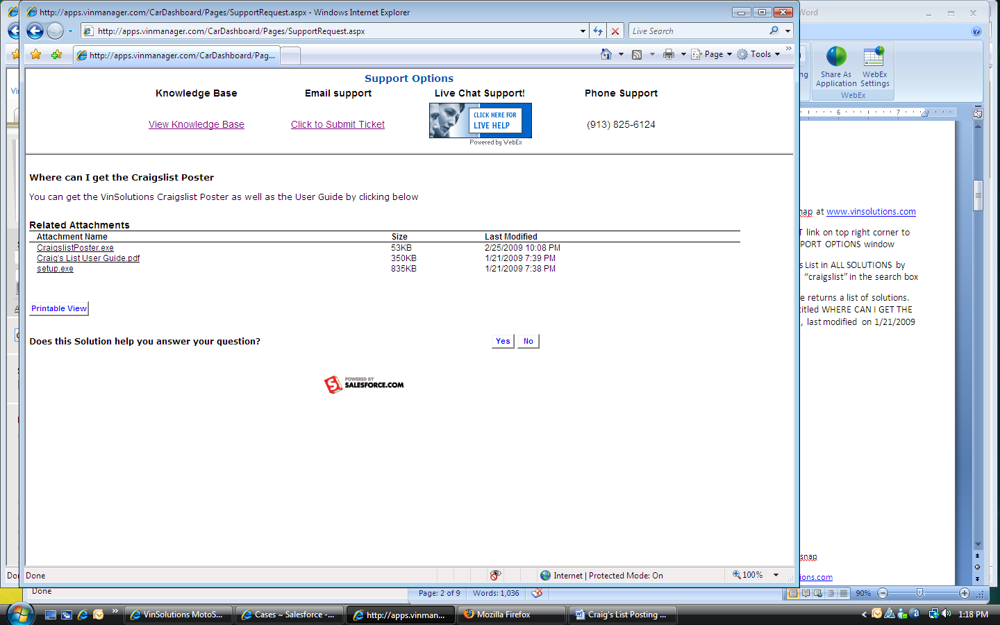 http://apps.vinmanager.com/CarDashboard/Pages/SupportRequest.aspx - Windows Internet Explorer
Word
http://apps.vinmanager.com/CarDashboard/Pages/SupportRequest.aspx
Live Search
http://apps.vinmanager.com/CarDashboard/Pag...
Page
Tools
Share As Application
WebEx Settings
WebEx
Support Options
Knowledge Base
Email support
Live Chat Support!
Phone Support
View Knowledge Base
Click to Submit Ticket
CLICK HERE FOR
LIVE HELP
Powered by WebEx
(913) 825-6124
6
7
Where can I get the Craigslist Poster
You can get the VinSolutions Craigslist Poster as well as the User Guide by clicking below
Related Attachments
Attachment Name Size Last Modified
CraigslistPoster.exe 53KB 2/25/2009 10:08 PM
Craig's List User Guide.pdf 350KB 1/21/2009 7:39 PM
setup.exe 835KB 1/21/2009 7:38 PM
Printable View
Does this Solution help you answer your question? Yes No
POWERED BY
SALESFORCE.COM
nap at www.vinsolutions.com
T link on top right corner to
PORT OPTIONS window
s List in ALL SOLUTIONS by
"craigslist" in the search box
e returns a list of solutions.
titled WHERE CAN I GET THE
, last modified on 1/21/2009
snap
ions.com
Done
Internet | Protected Mode: On
100%
Done
Page: 2 of 9
Words: 1,036
90%
VinSolutions MotoS...
Cases ~ Salesforce -...
http://apps.vinman...
Mozilla Firefox
Craig's List Posting ...
1:18 PM